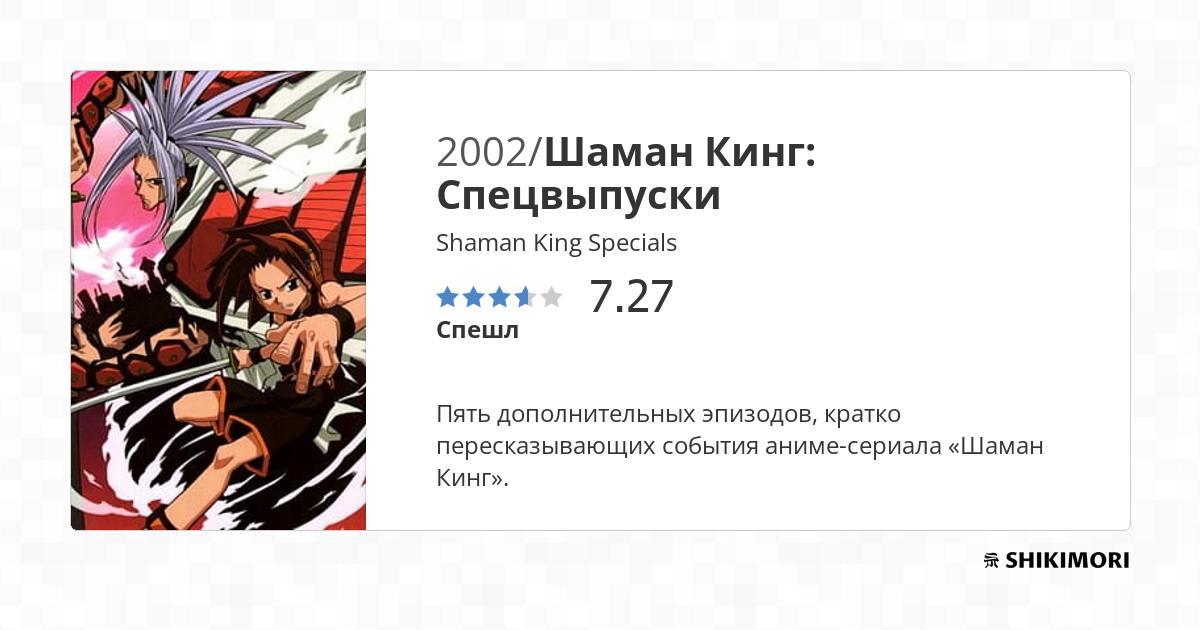 2002/Шаман Кинг:
Спецвыпуски
Shaman King Specials
7.27
Спешл
Пять дополнительных эпизодов, кратко
пересказывающих события аниме-сериала «Шаман
Кинг».
SHIKIMORI